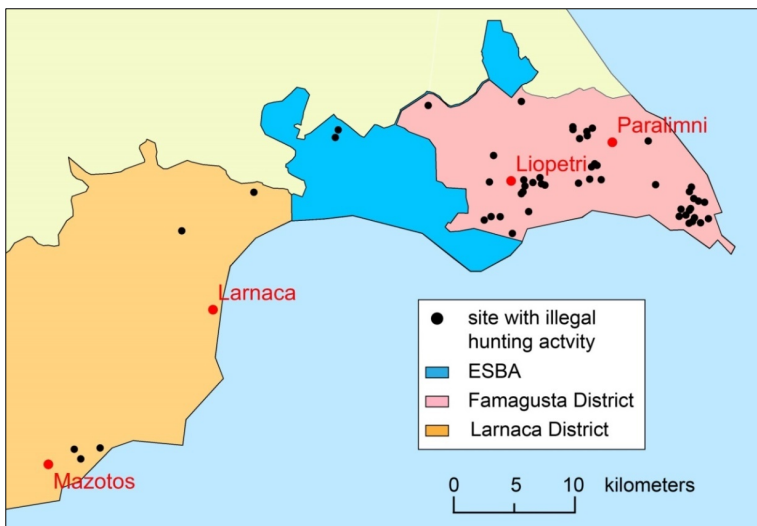 Paralimni
Liopetri
Larnaca
Mazotos
site with illegal
hunting actvity
ESBA
Famagusta District
Larnaca District
0 5 10 kilometers